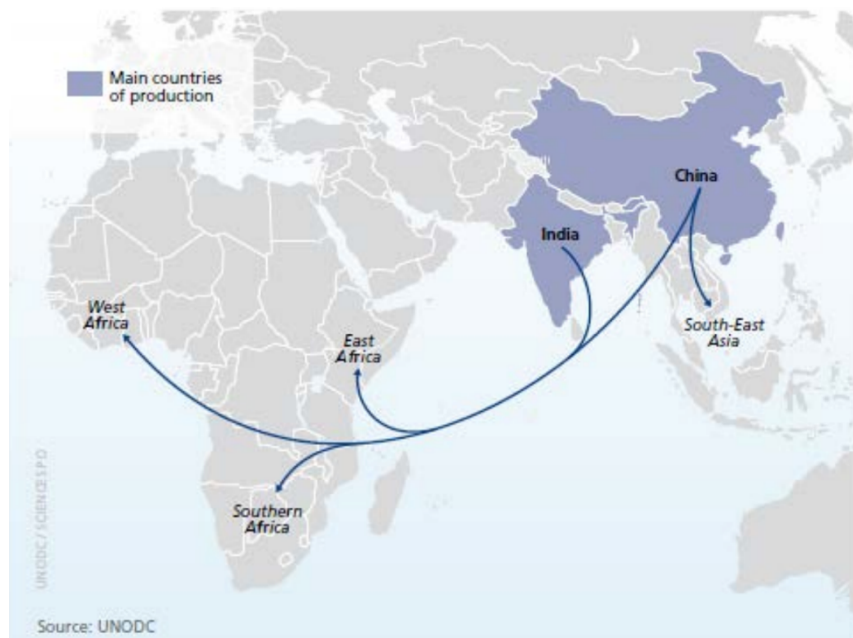 Main countries
of production
China
India
West
Africa
East
Africa
South-East
Asia
Southern
Africa
UNODC / SCIENCES PO
Source: UNODC